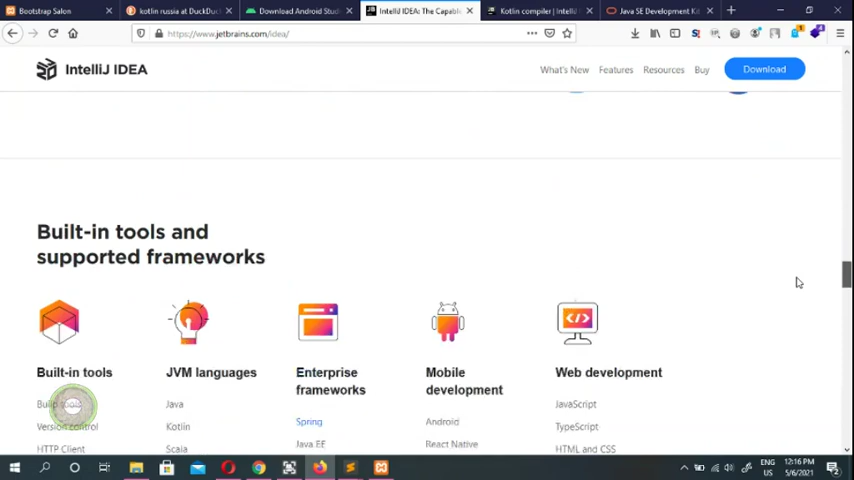 Bootstrap Salon
kotlin russia at DuckDuc
Download Android Stud
IntelliJ IDEA: The Capabl
Kotlin compiler | IntelliJ
Java SE Development Ki
https://www.jetbrains.com/idea/
IntelliJ IDEA
What's New
Features
Resources
Buy
Download
Built-in tools and
supported frameworks
Built-in tools
JVM languages
Enterprise
frameworks
Mobile
development
Web development
Build tools
Version control
HTTP Client
Java
Kotlin
Scala
Spring
Java EE
Android
React Native
JavaScript
TypeScript
HTML and CSS
ENG
US
12:16 PM
5/6/2021